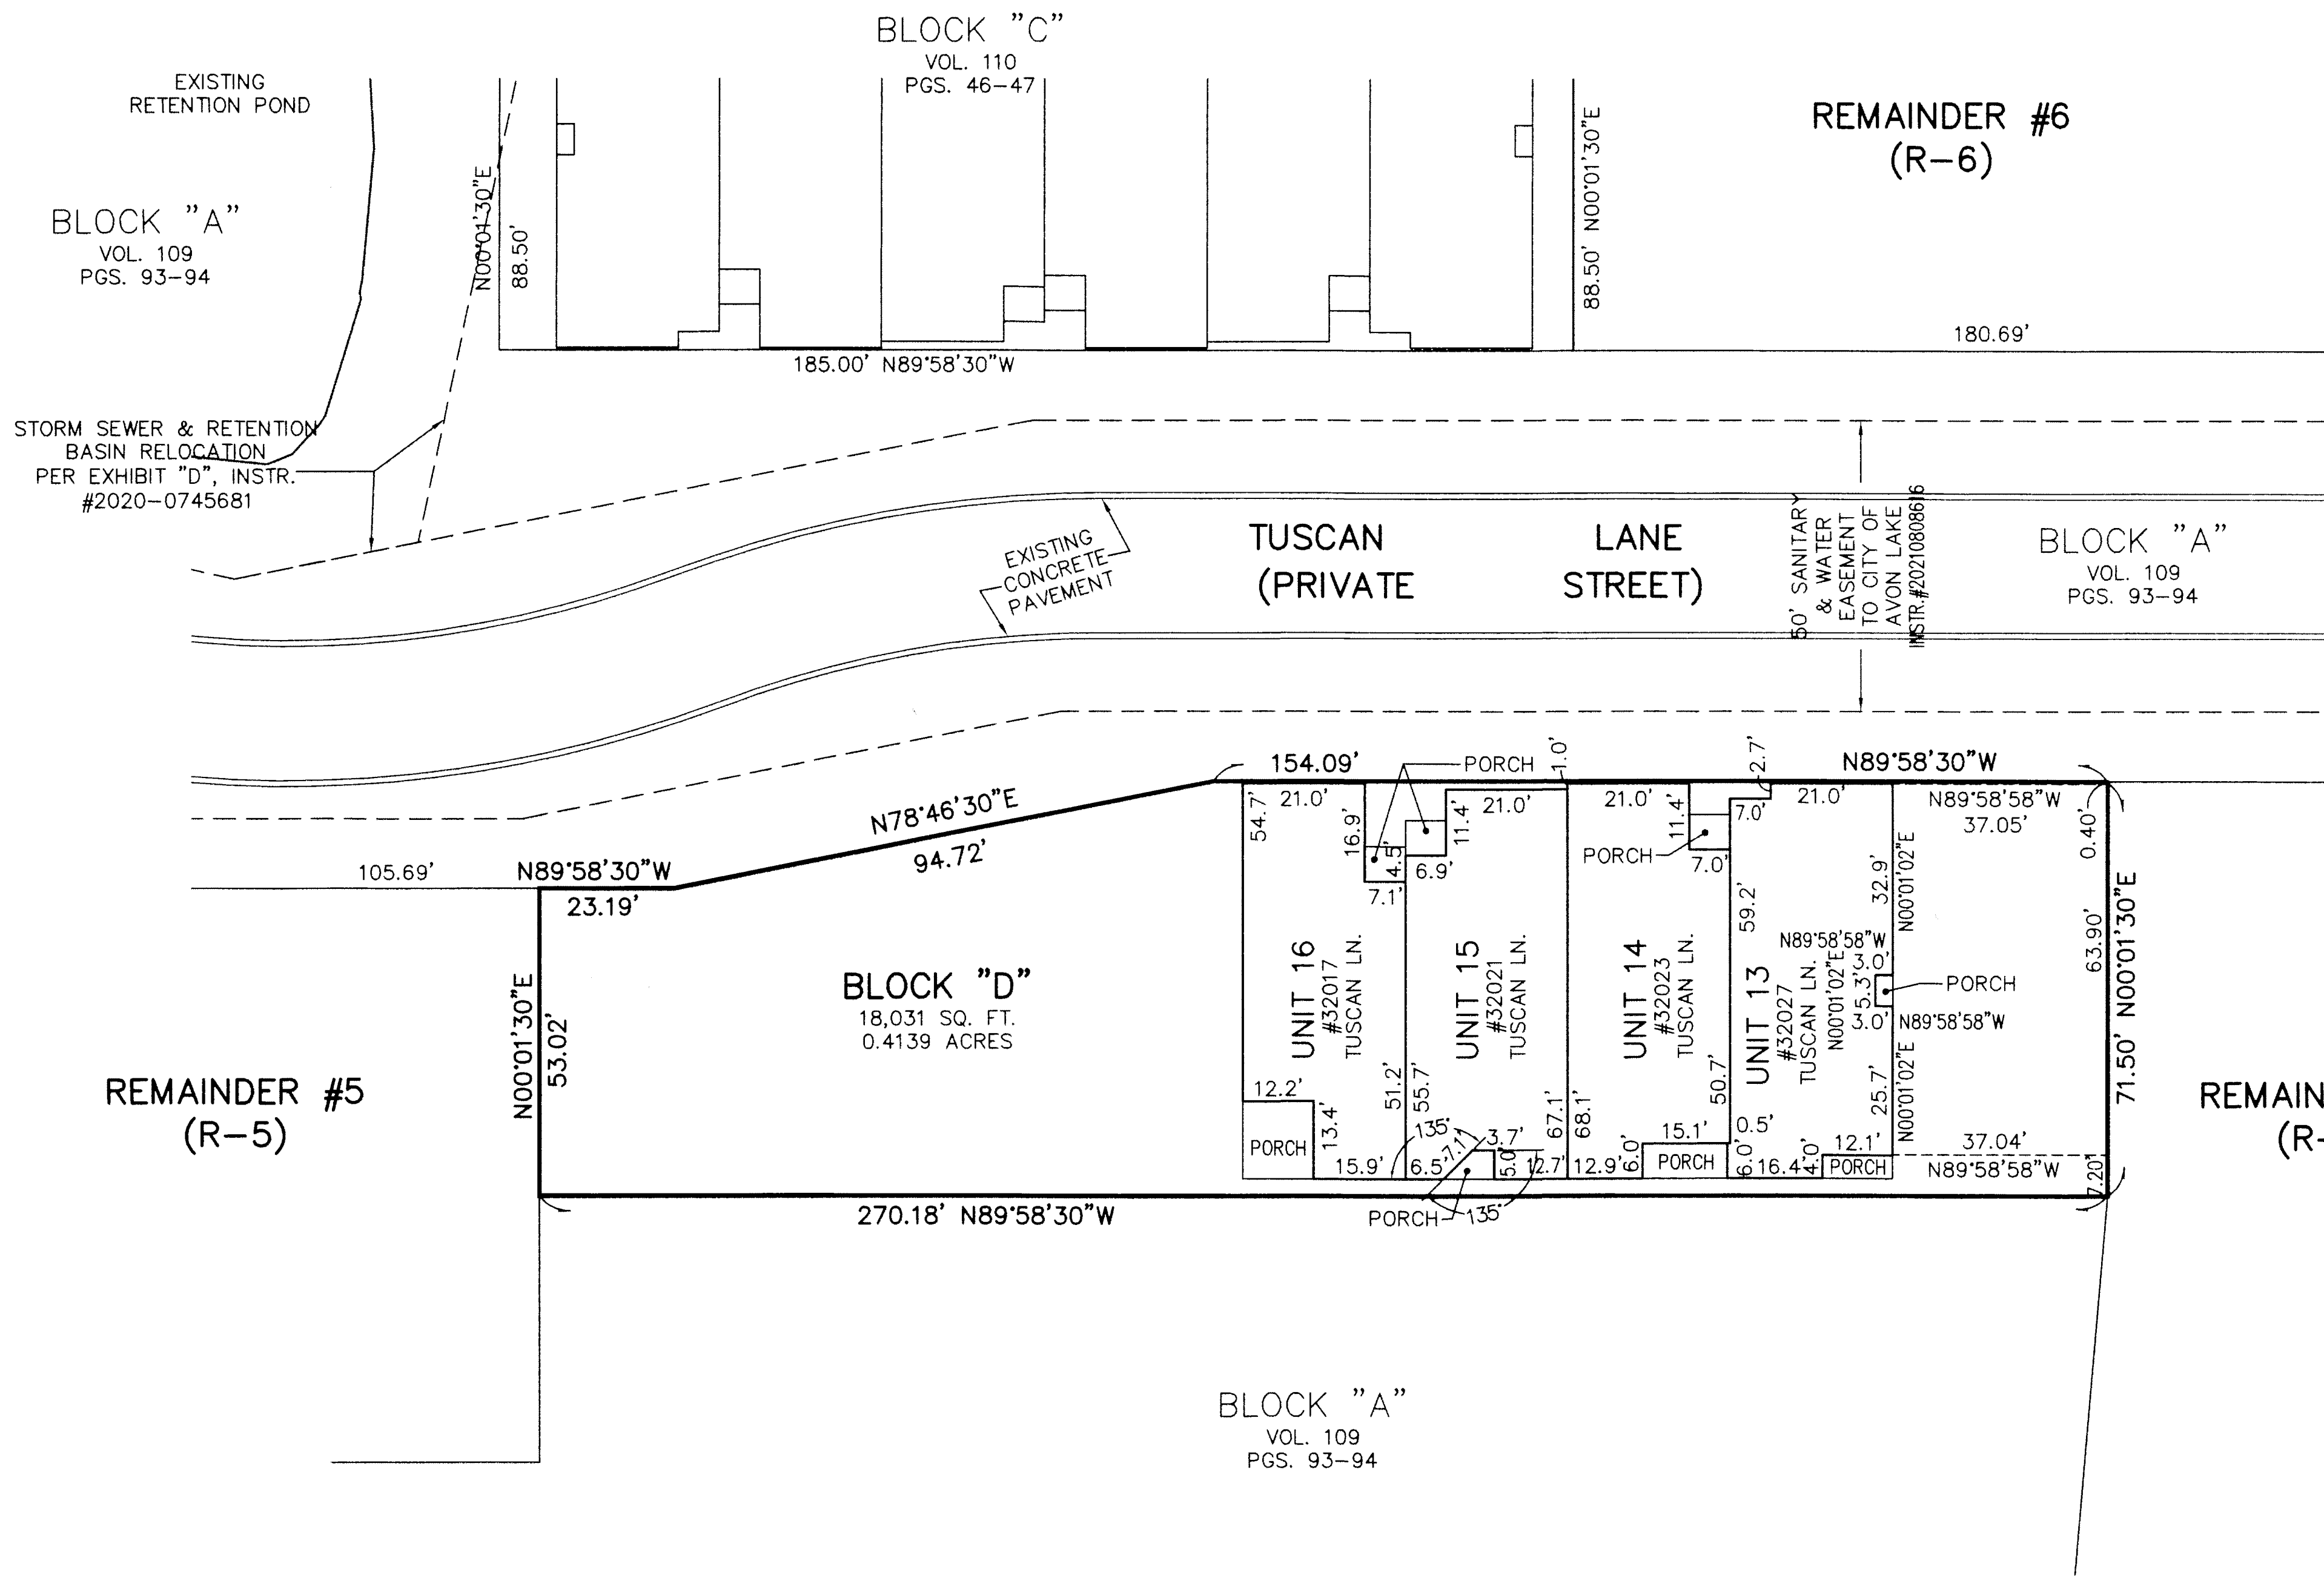 BLOCK "C"
VOL. 110
PGS. 46-47
EXISTING
RETENTION POND
BLOCK "A"
VOL. 109
PGS. 93-94
N00°01'30"E
88.50'
88.50' N00°01'30"E
REMAINDER #6
(R-6)
180.69'
185.00' N89°58'30"W
STORM SEWER & RETENTION
BASIN RELOCATION
PER EXHIBIT "D", INSTR.
#2020-0745681
EXISTING
CONCRETE
PAVEMENT
TUSCAN LANE
(PRIVATE STREET)
50' SANITARY
& WATER
EASEMENT
TO CITY OF
AVON LAKE
INSTR.#20210808616
BLOCK "A"
VOL. 109
PGS. 93-94
105.69'
N89°58'30"W
23.19'
N78°46'30"E
94.72'
154.09'
PORCH
1.0'
2.7'
N89°58'30"W
21.0'
54.7'
16.9'
4.5'
7.1'
6.9'
11.4'
21.0'
21.0'
11.4'
7.0'
7.0'
PORCH
21.0'
N89°58'58"W
37.05'
0.40'
N00°01'30"E
53.02'
BLOCK "D"
18,031 SQ. FT.
0.4139 ACRES
UNIT 16
#32017
TUSCAN LN.
UNIT 15
#32021
TUSCAN LN.
UNIT 14
#32023
TUSCAN LN.
59.2'
UNIT 13
#32027
TUSCAN LN.
32.9'
N00°01'02"E
N89°58'58"W
3.0'
N00°01'02"E
5.3'
PORCH
3.0'
N89°58'58"W
63.90'
71.50' N00°01'30"E
25.7'
N00°01'02"E
12.2'
13.4'
PORCH
15.9'
51.2'
55.7'
135°
7.11'
3.7'
6.5'
5.0'
12.7'
67.1'
68.1'
12.9'
6.0'
15.1'
PORCH
50.7'
0.5'
6.0'
16.4'
4.0'
12.1'
PORCH
37.04'
N89°58'58"W
7.20'
PORCH
135°
270.18' N89°58'30"W
REMAINDER #5
(R-5)
REMAIN
(R-
BLOCK "A"
VOL. 109
PGS. 93-94